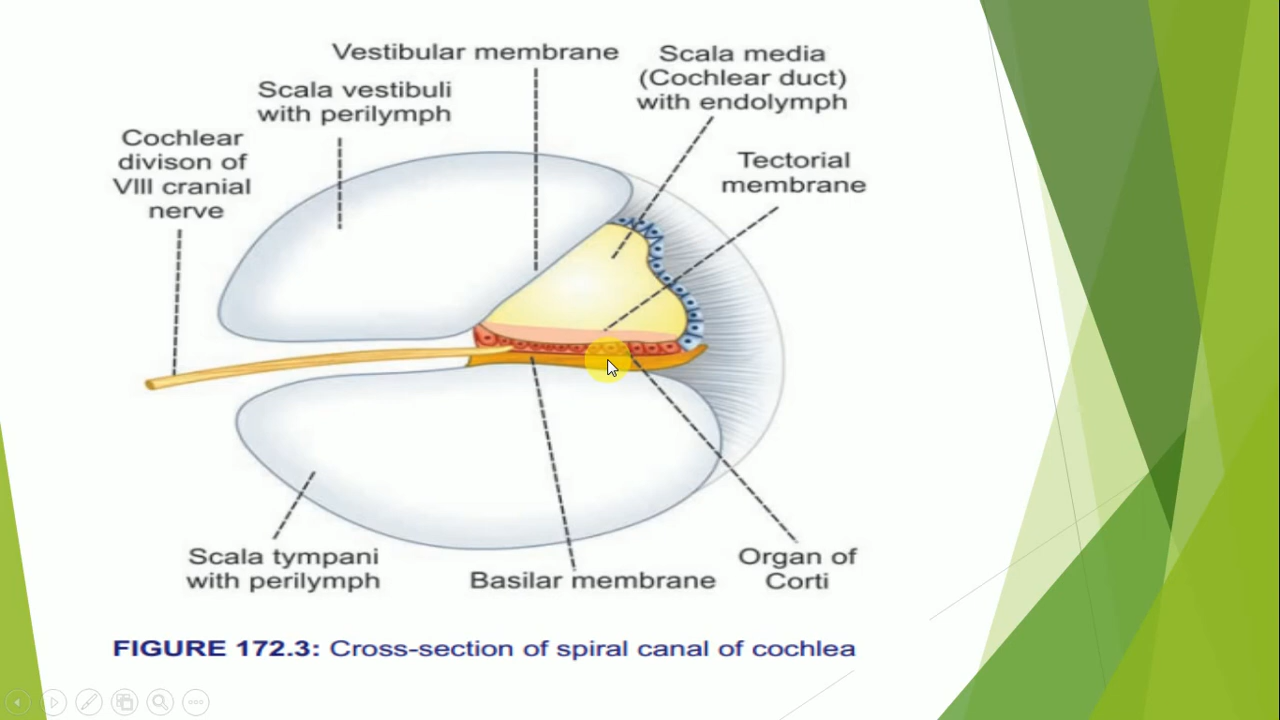 Vestibular membrane
Scala media
(Cochlear duct)
with endolymph
Scala vestibuli
with perilymph
Cochlear
divison of
VIII cranial
nerve
Tectorial
membrane
Scala tympani
with perilymph
Basilar membrane
Organ of
Corti
FIGURE 172.3: Cross-section of spiral canal of cochlea